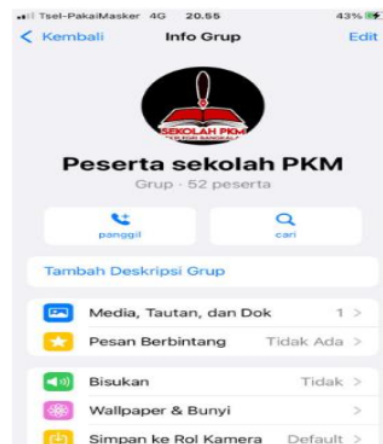 Tsel-PakaiMasker 4G 20.55 43%
Kembali Info Grup Edit
SEKOLAH PKM
Peserta sekolah PKM
Grup · 52 peserta
panggil cari
Tambah Deskripsi Grup
Media, Tautan, dan Dok 1
Pesan Berbintang Tidak Ada
Bisukan Tidak
Wallpaper & Bunyi
Simpan ke Rol Kamera Default